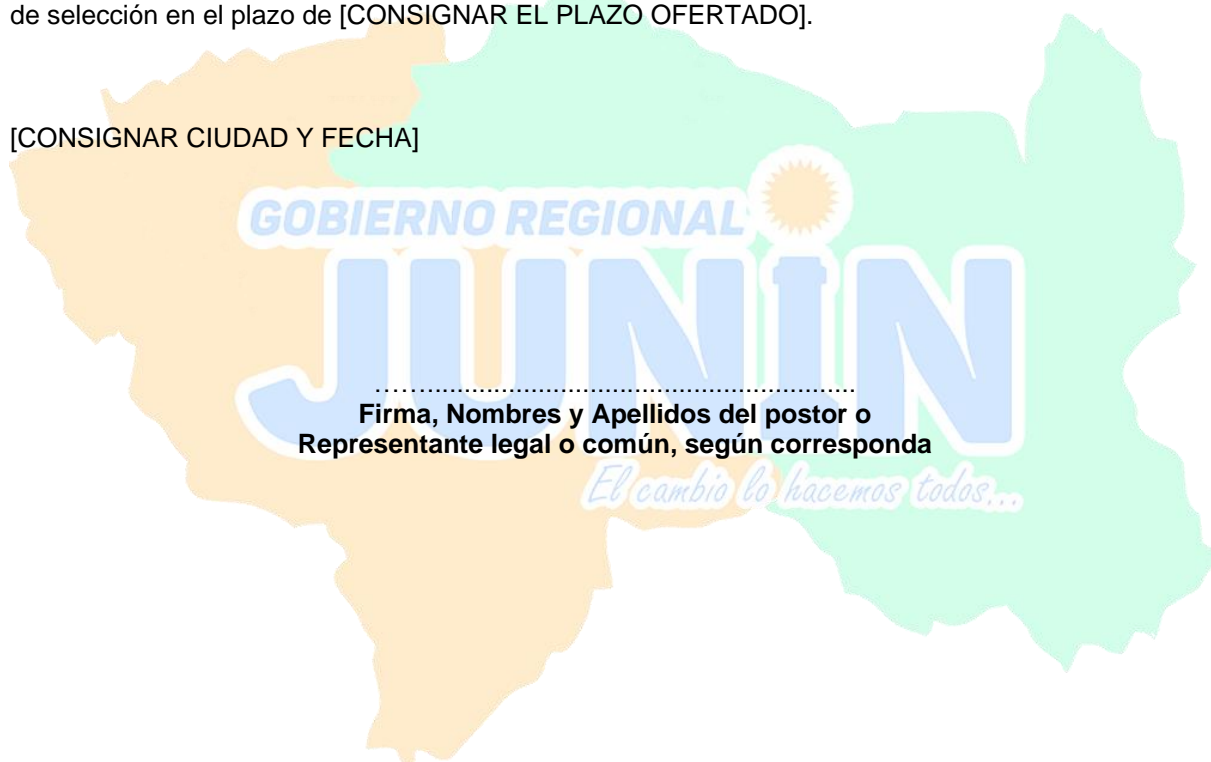 de selección en el plazo de [CONSIGNAR EL PLAZO OFERTADO].
[CONSIGNAR CIUDAD Y FECHA]
GOBIERNO REGIONAL
JUNÍN
…….............................................................
Firma, Nombres y Apellidos del postor o
Representante legal o común, según corresponda
El cambio lo hacemos todos...